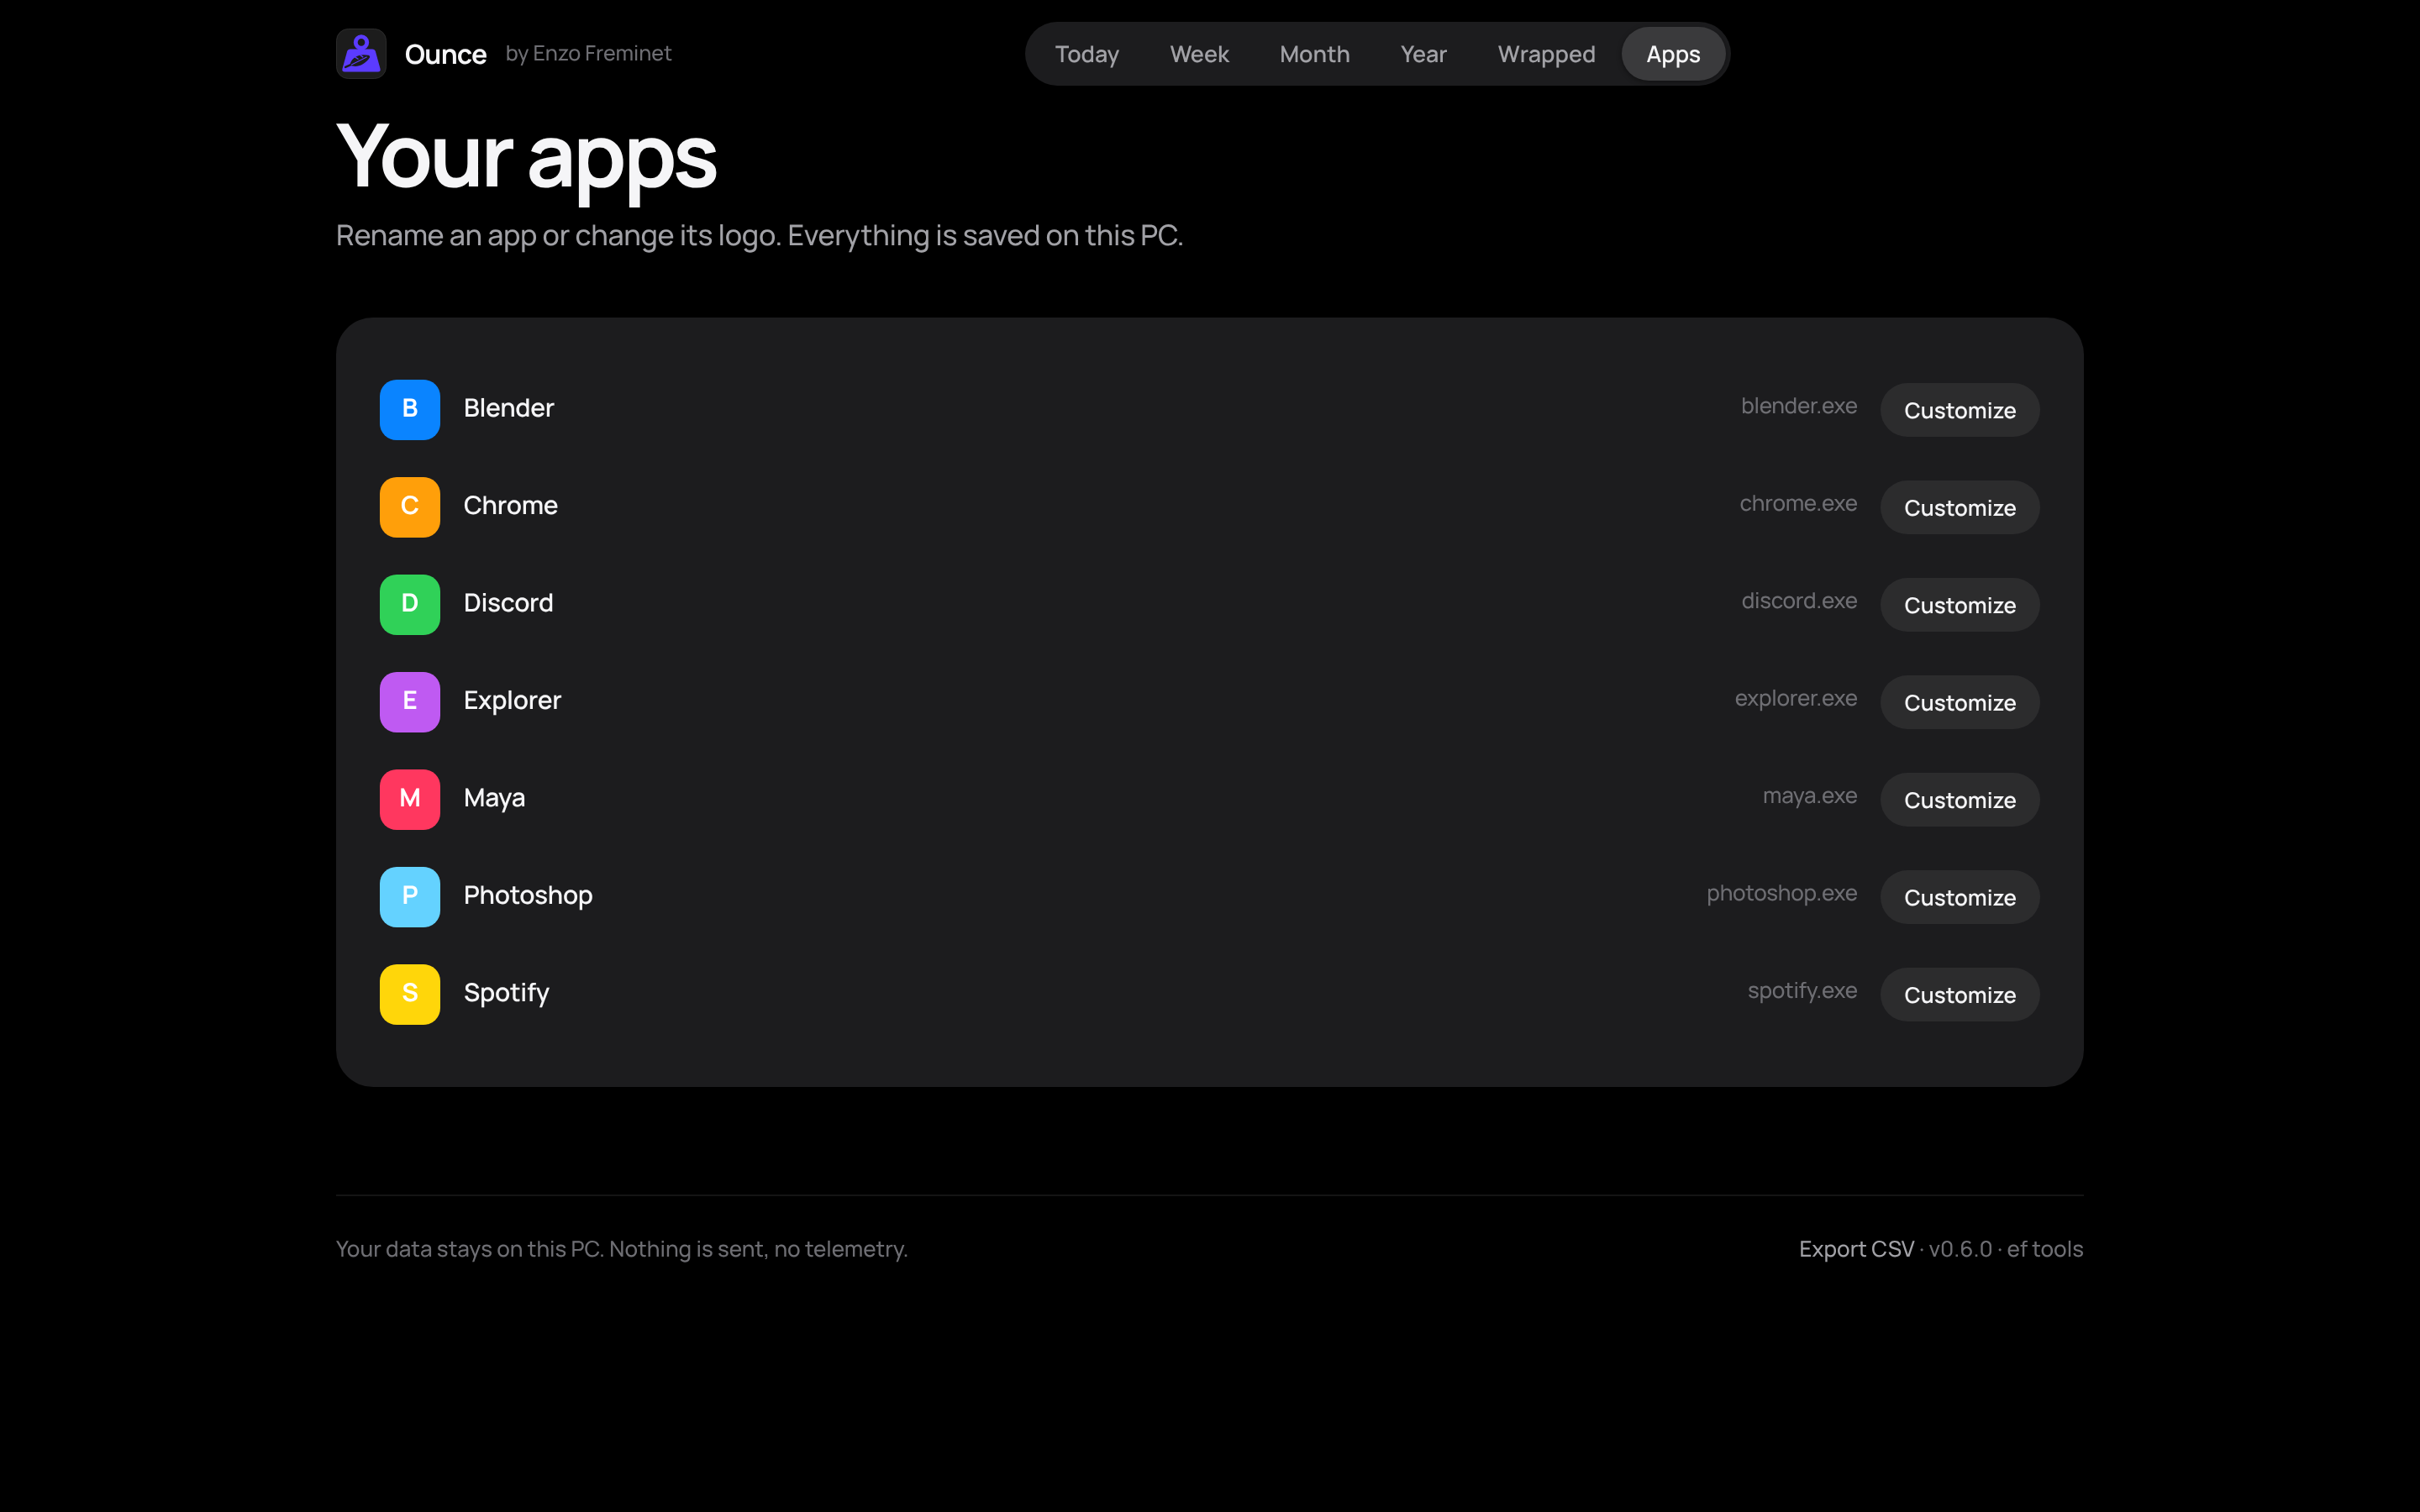 Ounce by Enzo Freminet
Today Week Month Year Wrapped Apps
Your apps
Rename an app or change its logo. Everything is saved on this PC.
B Blender blender.exe Customize
C Chrome chrome.exe Customize
D Discord discord.exe Customize
E Explorer explorer.exe Customize
M Maya maya.exe Customize
P Photoshop photoshop.exe Customize
S Spotify spotify.exe Customize
Your data stays on this PC. Nothing is sent, no telemetry.
Export CSV · v0.6.0 · ef tools